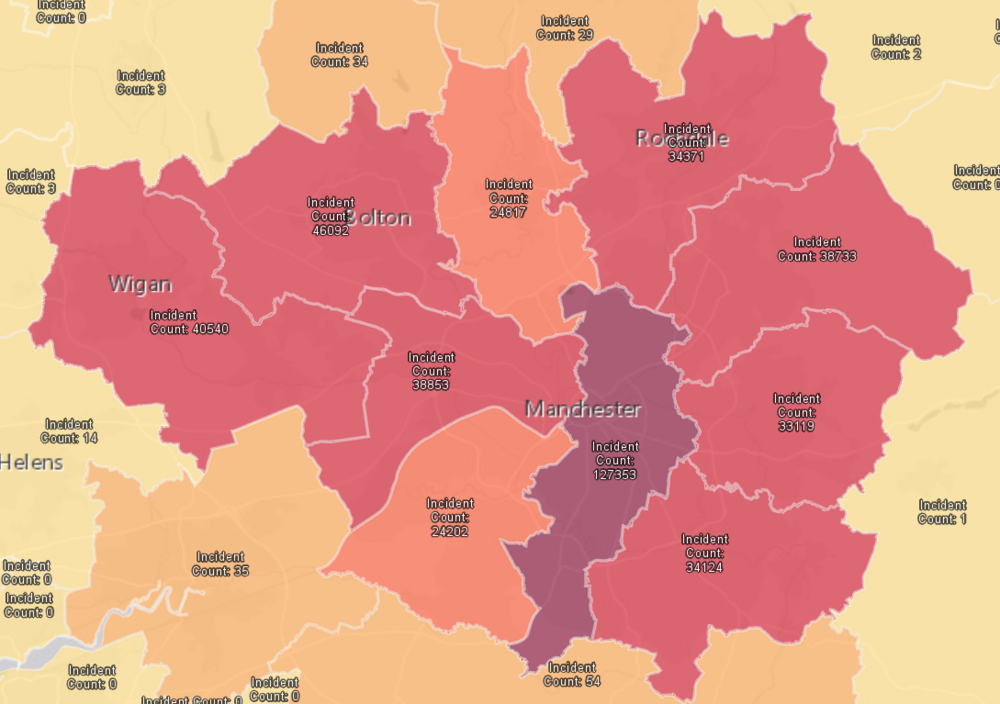 Incident
Count: 0
Incident
Count: 29
Incident
Count: 34
Incident
Count: 2
Incident
Count: 3
Rochdale
Incident
Count:
34371
Incident
Count: 3
Incident
Count: 0
Incident
Count:
24817
Incident
Count:
46092
Bolton
Incident
Count: 38733
Wigan
Incident
Count: 40540
Incident
Count:
38853
Manchester
Incident
Count:
33119
Incident
Count: 14
Helens
Incident
Count:
127353
Incident
Count:
24202
Incident
Count: 1
Incident
Count:
34124
Incident
Count: 35
Incident
Count: 0
Incident
Count: 0
Incident
Count: 54
Incident
Count: 0
Incident
Count: 0
Incident Count: 0